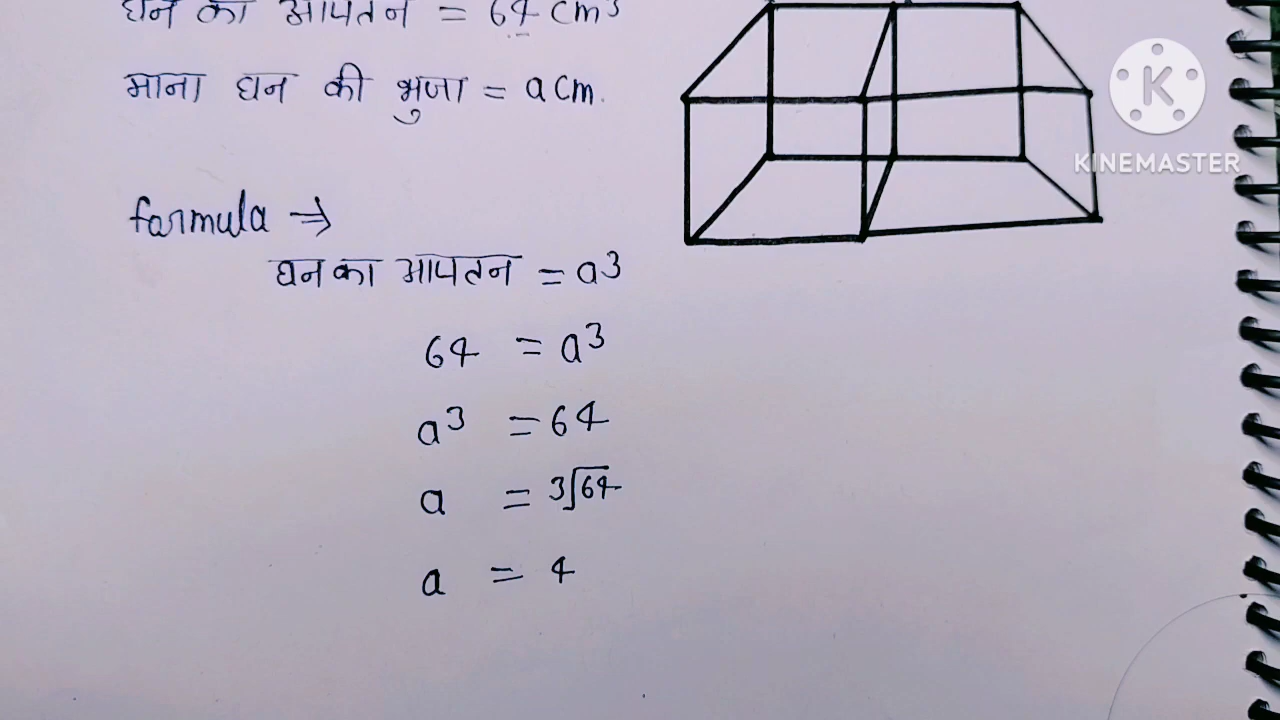 घन का आयतन = 64 cm3
माना घन की भुजा = a cm.
K
KINEMASTER
formula ⇒
घन का आयतन = a3
64 = a3
a3 = 64
a = 3√64
a = 4